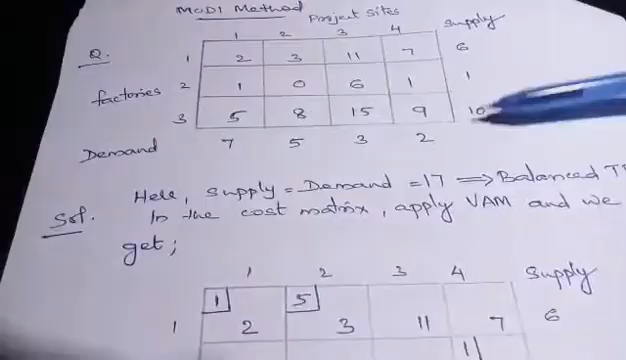 MODI Method
Project Sites
1 2 3 4 Supply
Q. 1 2 3 11 7 6
factories 2 1 0 6 1 1
3 5 8 15 9 10
Demand 7 5 3 2
Here, Supply = Demand = 17 ⟹ Balanced
Sol. In the cost matrix, apply VAM and we
get;
1 2 3 4 Supply
1 5
1 2 3 11 7 6
1